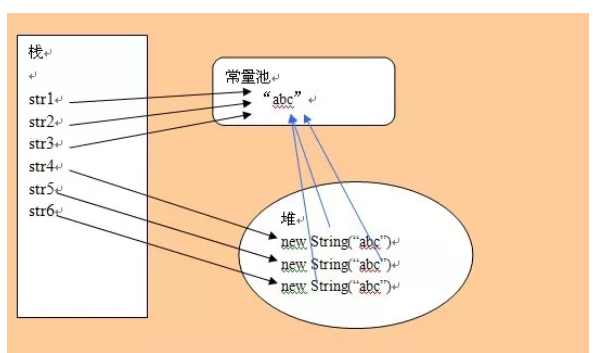 栈
str1
str2
str3
str4
str5
str6
常量池
“abc”
堆
new String(“abc”)
new String(“abc”)
new String(“abc”)